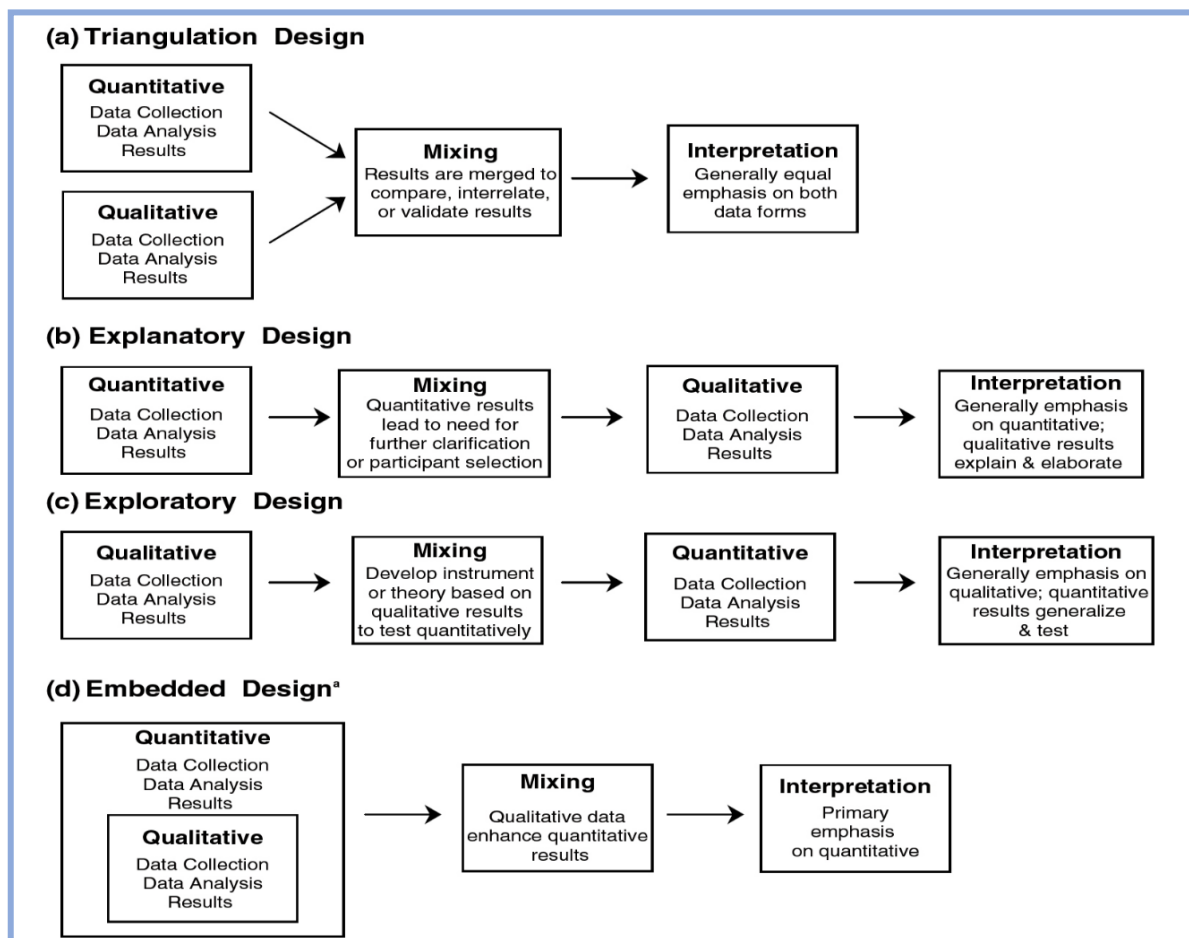 (a) Triangulation Design
Quantitative
Data Collection
Data Analysis
Results
Qualitative
Data Collection
Data Analysis
Results
Mixing
Results are merged to
compare, interrelate,
or validate results
Interpretation
Generally equal
emphasis on both
data forms
(b) Explanatory Design
Quantitative
Data Collection
Data Analysis
Results
Mixing
Quantitative results
lead to need for
further clarification
or participant selection
Qualitative
Data Collection
Data Analysis
Results
Interpretation
Generally emphasis
on quantitative;
qualitative results
explain & elaborate
(c) Exploratory Design
Qualitative
Data Collection
Data Analysis
Results
Mixing
Develop instrument
or theory based on
qualitative results
to test quantitatively
Quantitative
Data Collection
Data Analysis
Results
Interpretation
Generally emphasis on
qualitative; quantitative
results generalize
& test
(d) Embedded Designª
Quantitative
Data Collection
Data Analysis
Results
Qualitative
Data Collection
Data Analysis
Results
Mixing
Qualitative data
enhance quantitative
results
Interpretation
Primary
emphasis
on quantitative